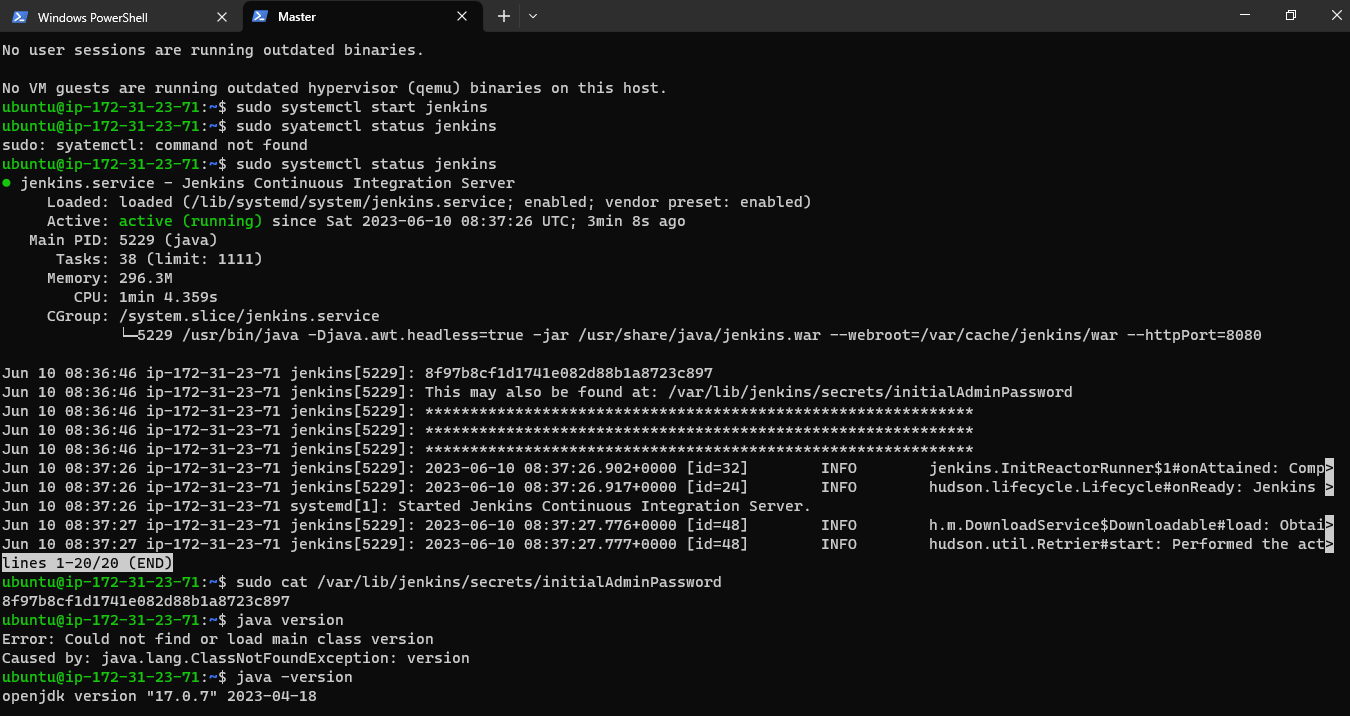 Windows PowerShell
Master
No user sessions are running outdated binaries.
No VM guests are running outdated hypervisor (qemu) binaries on this host.
ubuntu@ip-172-31-23-71:~$ sudo systemctl start jenkins
ubuntu@ip-172-31-23-71:~$ sudo syatemctl status jenkins
sudo: syatemctl: command not found
ubuntu@ip-172-31-23-71:~$ sudo systemctl status jenkins
● jenkins.service - Jenkins Continuous Integration Server
Loaded: loaded (/lib/systemd/system/jenkins.service; enabled; vendor preset: enabled)
Active: active (running) since Sat 2023-06-10 08:37:26 UTC; 3min 8s ago
Main PID: 5229 (java)
Tasks: 38 (limit: 1111)
Memory: 296.3M
CPU: 1min 4.359s
CGroup: /system.slice/jenkins.service
└─5229 /usr/bin/java -Djava.awt.headless=true -jar /usr/share/java/jenkins.war --webroot=/var/cache/jenkins/war --httpPort=8080
Jun 10 08:36:46 ip-172-31-23-71 jenkins[5229]: 8f97b8cf1d1741e082d88b1a8723c897
Jun 10 08:36:46 ip-172-31-23-71 jenkins[5229]: This may also be found at: /var/lib/jenkins/secrets/initialAdminPassword
Jun 10 08:36:46 ip-172-31-23-71 jenkins[5229]: *************************************************************
Jun 10 08:36:46 ip-172-31-23-71 jenkins[5229]: *************************************************************
Jun 10 08:36:46 ip-172-31-23-71 jenkins[5229]: *************************************************************
Jun 10 08:37:26 ip-172-31-23-71 jenkins[5229]: 2023-06-10 08:37:26.902+0000 [id=32] INFO jenkins.InitReactorRunner$1#onAttained: Comp>
Jun 10 08:37:26 ip-172-31-23-71 jenkins[5229]: 2023-06-10 08:37:26.917+0000 [id=24] INFO hudson.lifecycle.Lifecycle#onReady: Jenkins >
Jun 10 08:37:26 ip-172-31-23-71 systemd[1]: Started Jenkins Continuous Integration Server.
Jun 10 08:37:27 ip-172-31-23-71 jenkins[5229]: 2023-06-10 08:37:27.776+0000 [id=48] INFO h.m.DownloadService$Downloadable#load: Obtai>
Jun 10 08:37:27 ip-172-31-23-71 jenkins[5229]: 2023-06-10 08:37:27.777+0000 [id=48] INFO hudson.util.Retrier#start: Performed the act>
lines 1-20/20 (END)
ubuntu@ip-172-31-23-71:~$ sudo cat /var/lib/jenkins/secrets/initialAdminPassword
8f97b8cf1d1741e082d88b1a8723c897
ubuntu@ip-172-31-23-71:~$ java version
Error: Could not find or load main class version
Caused by: java.lang.ClassNotFoundException: version
ubuntu@ip-172-31-23-71:~$ java -version
openjdk version "17.0.7" 2023-04-18